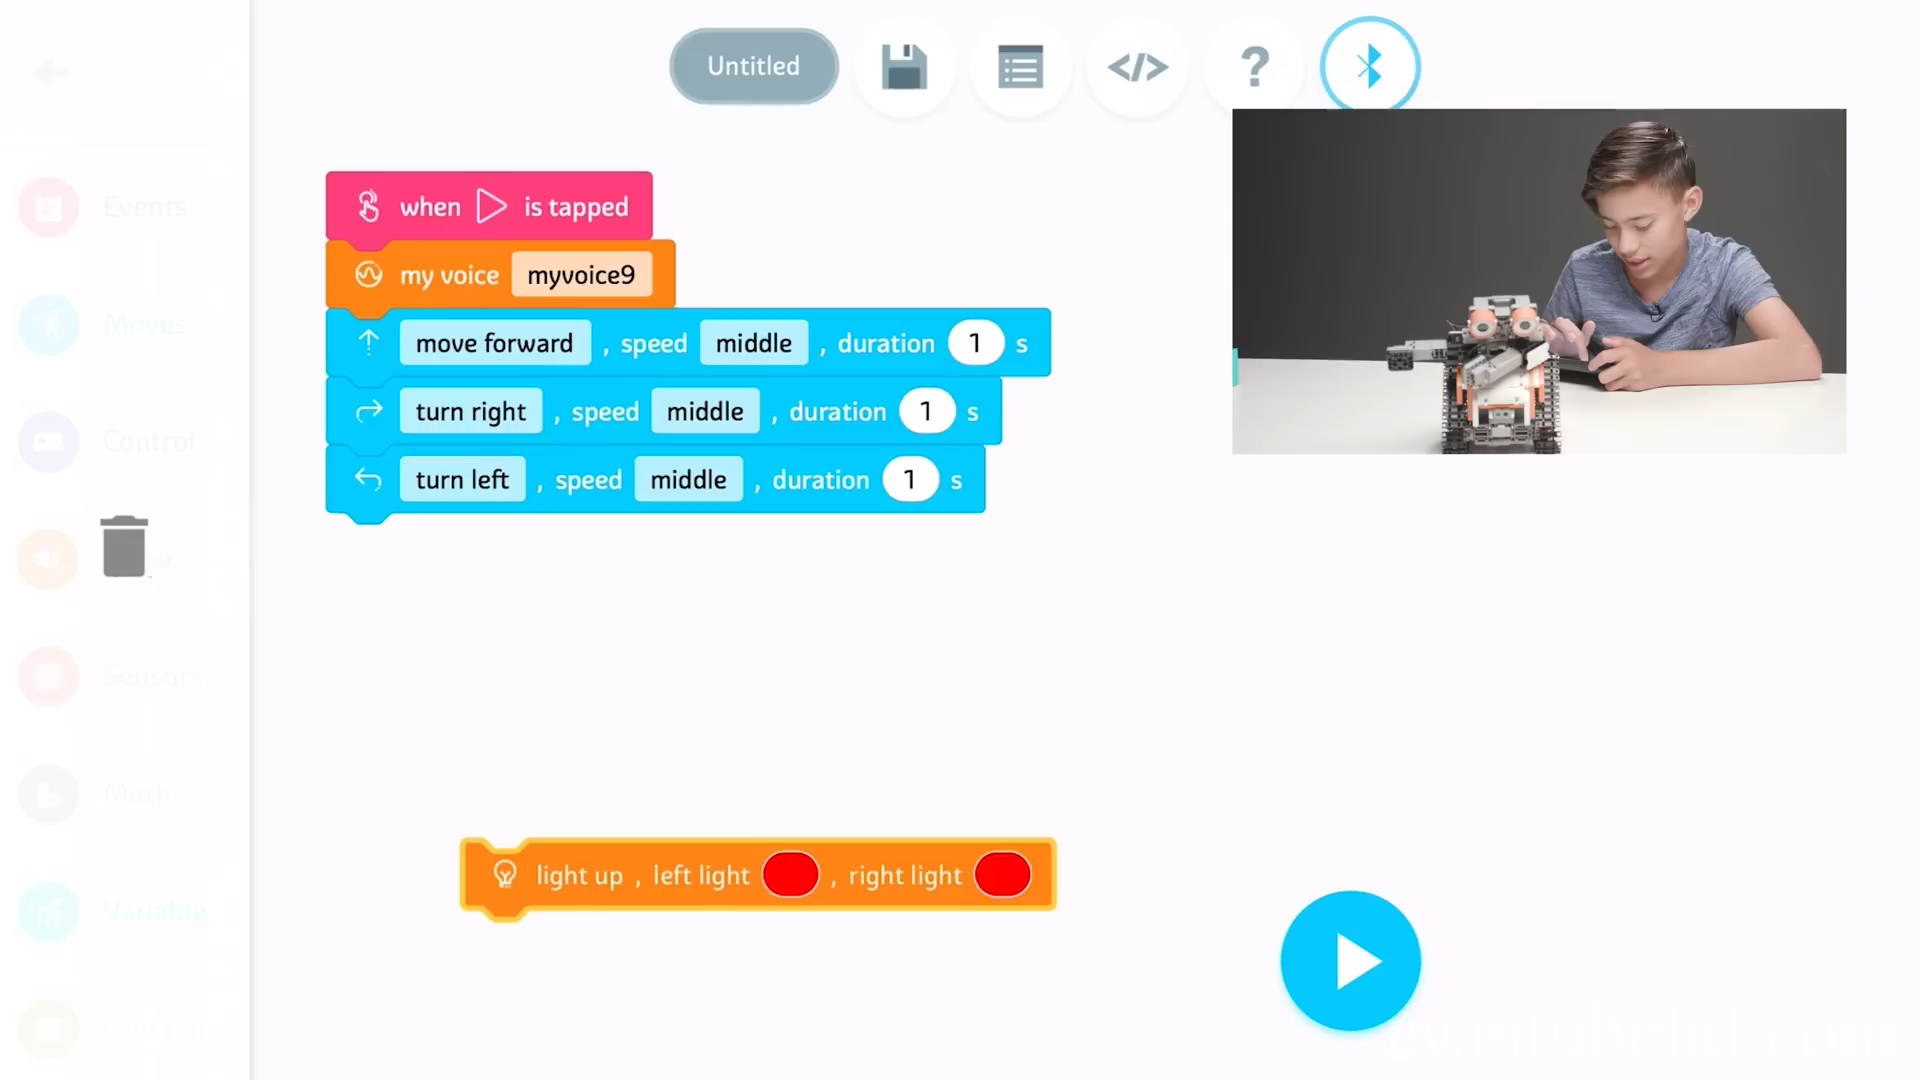 Untitled
</>
?
Events
when is tapped
my voice myvoice9
Moves
move forward , speed middle , duration 1 s
turn right , speed middle , duration 1 s
Control
turn left , speed middle , duration 1 s
Sensors
Math
light up , left light , right light
Variable